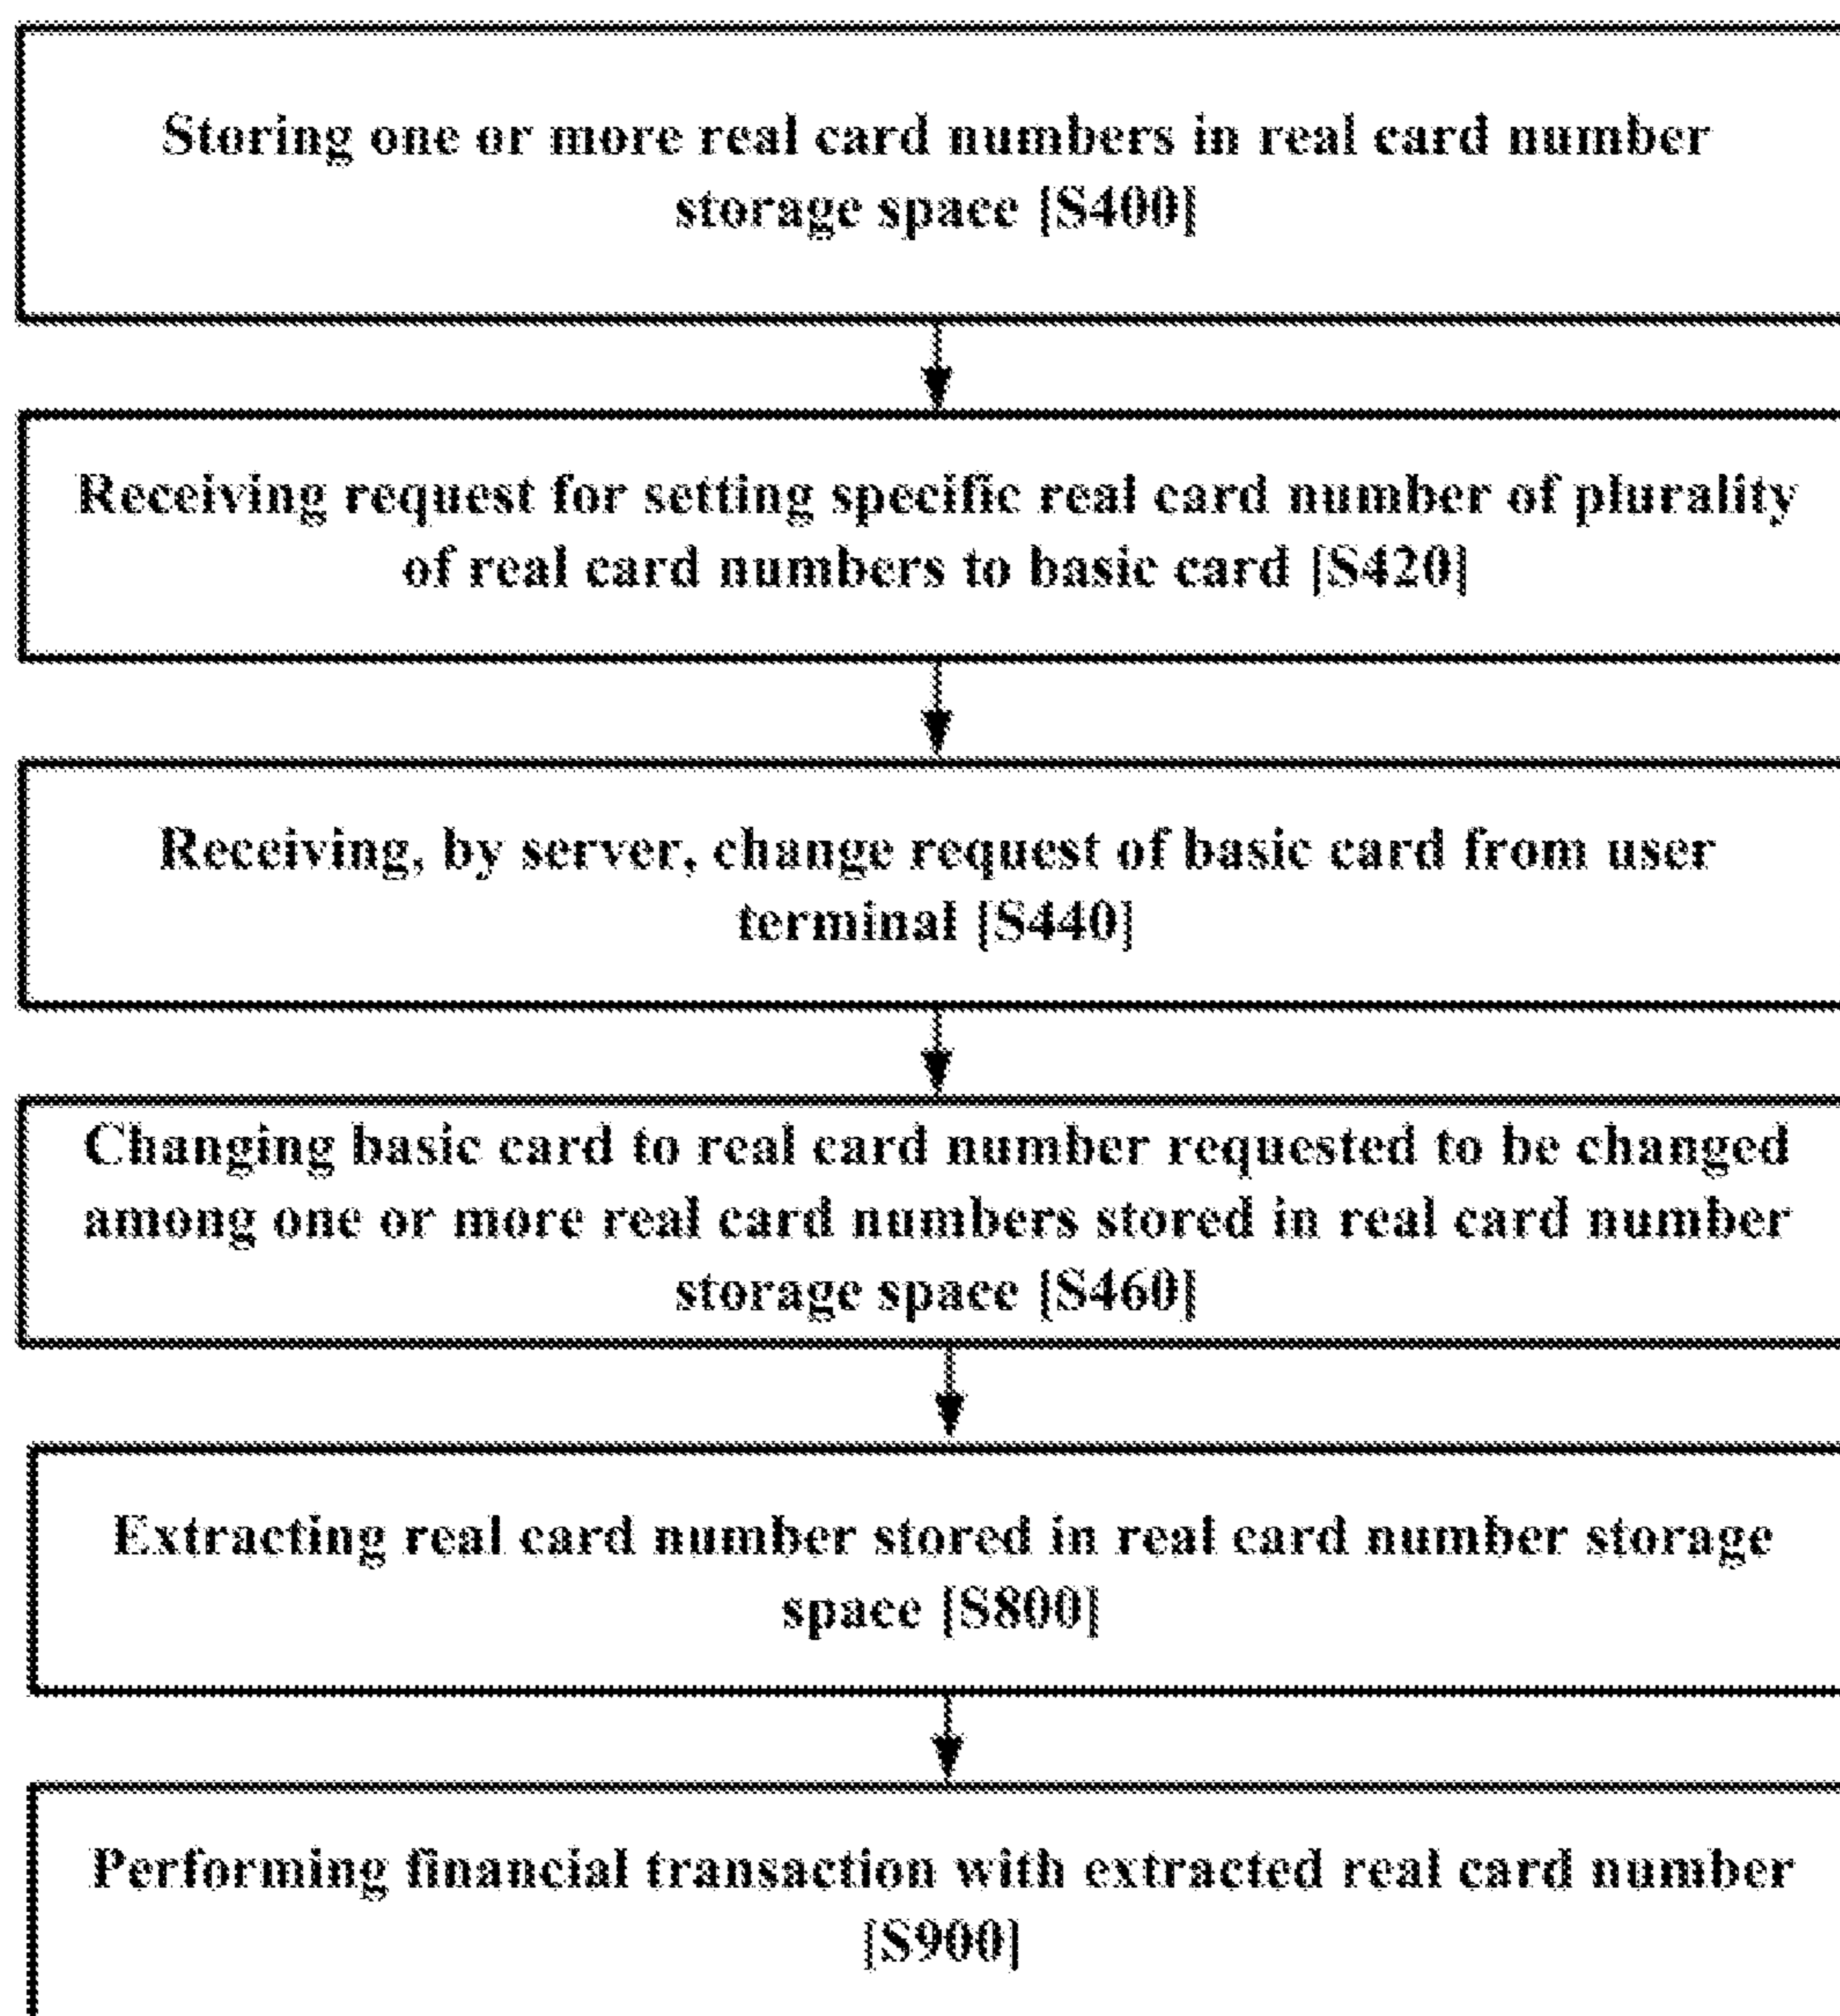 Storing one or more real card numbers in real card number
storage space [S400]
Receiving request for setting specific real card number of plurality
of real card numbers to basic card [S420]
Receiving, by server, change request of basic card from user
terminal [S440]
Changing basic card to real card number requested to be changed
among one or more real card numbers stored in real card number
storage space [S460]
Extracting real card number stored in real card number storage
space [S800]
Performing financial transaction with extracted real card number
[S900]